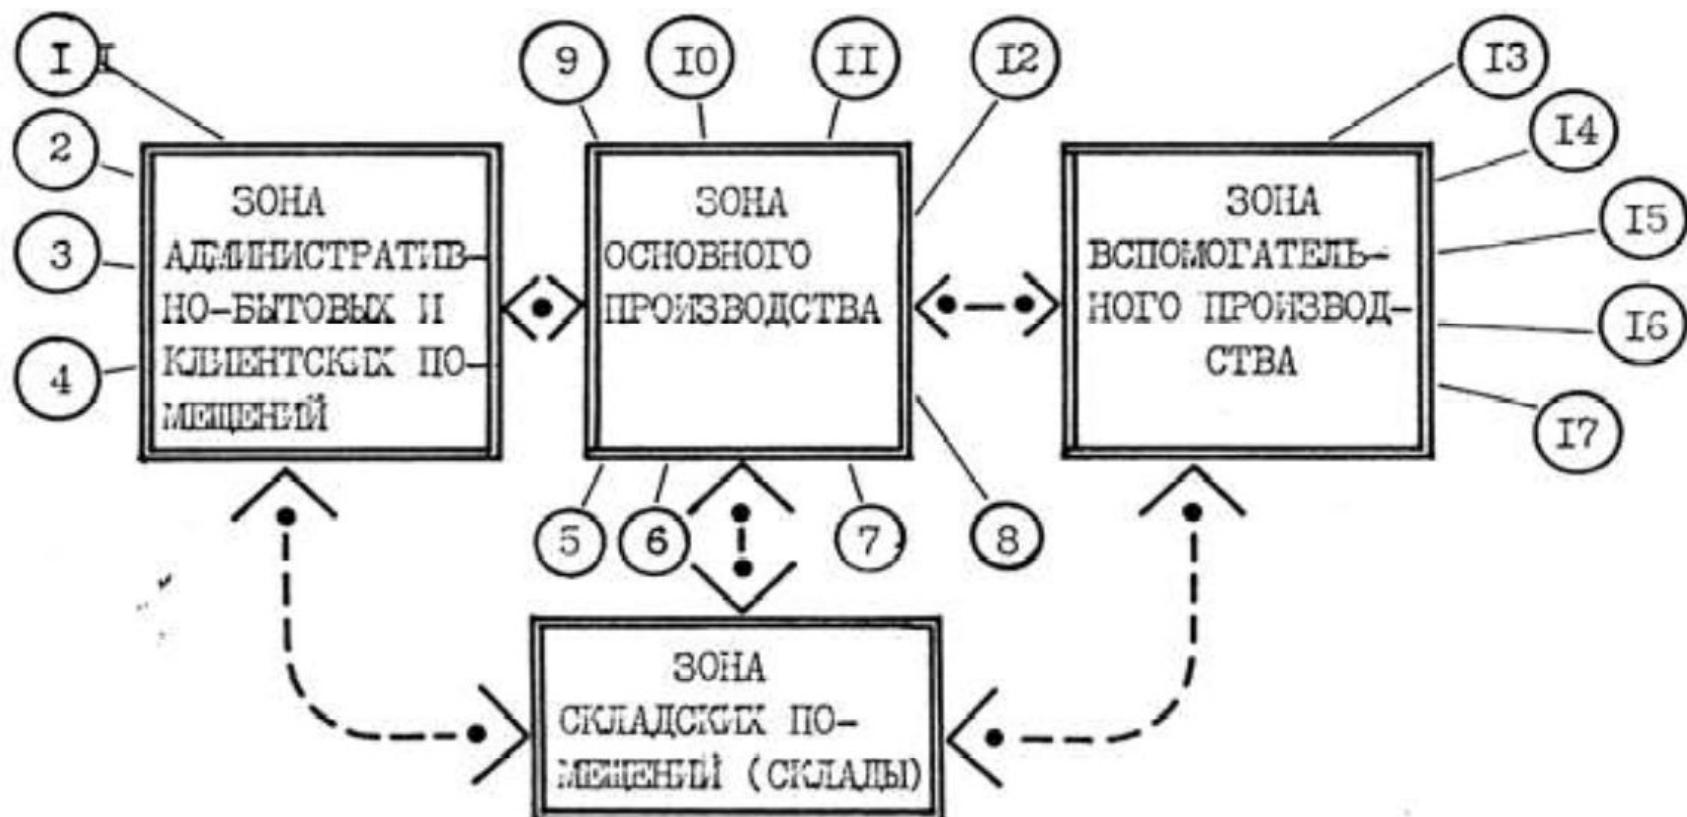 I
I
2
3
4
9
IO
II
I2
I3
I4
I5
I6
I7
ЗОНА
АДМИНИСТРАТИВ-
НО-БЫТОВЫХ И
КЛИЕНТСКИХ ПО-
МЕЩЕНИЙ
ЗОНА
ОСНОВНОГО
ПРОИЗВОДСТВА
ЗОНА
ВСПОМОГАТЕЛЬ-
НОГО ПРОИЗВОД-
СТВА
5
6
7
8
ЗОНА
СКЛАДСКИХ ПО-
МЕЩЕНИЙ (СКЛАДЫ)